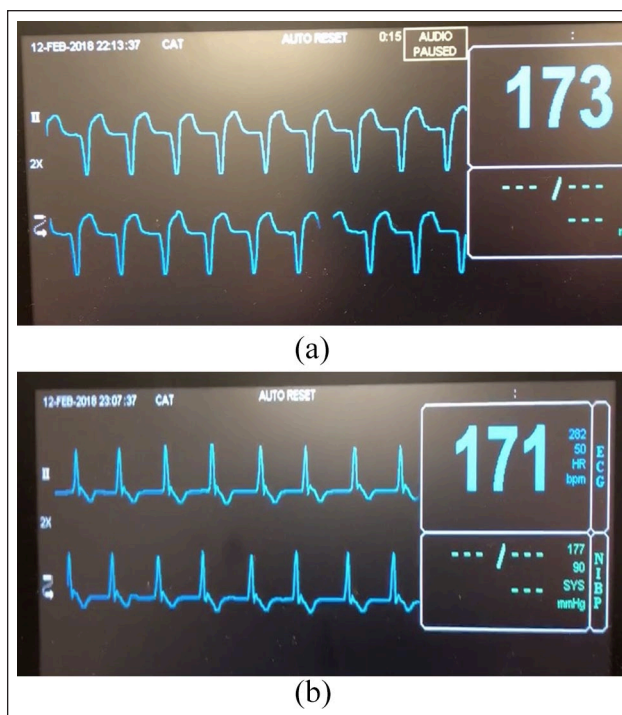 12-FEB-2018 22:13:37 CAT AUTO RESET 0:15 AUDIO PAUSED :
II
173
2X
--- / ---
---
(a)
12-FEB-2018 23:07:37 CAT AUTO RESET :
II
171
282
50
HR
bpm
ECG
2X
--- / ---
---
177
90
SYS
mmHg
NIBP
(b)